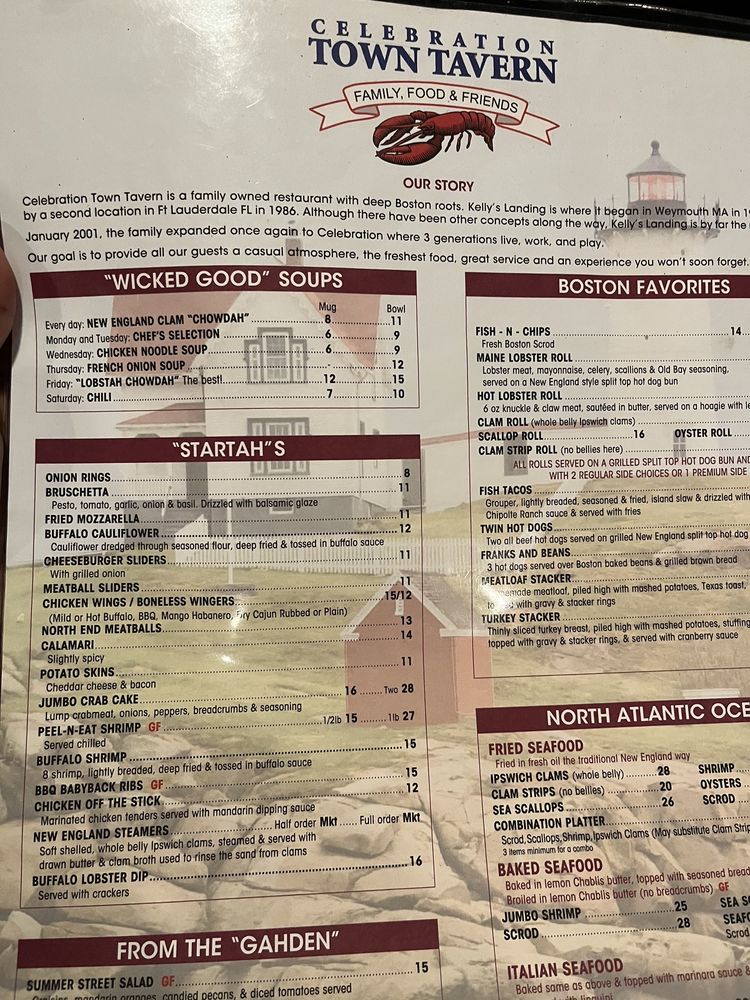 CELEBRATION
TOWN TAVERN
FAMILY, FOOD & FRIENDS
OUR STORY
Celebration Town Tavern is a family owned restaurant with deep Boston roots. Kelly's Landing is where it began in Weymouth MA in
by a second location in Ft Lauderdale FL in 1986. Although there have been other concepts along the way, Kelly's Landing is by far the
January 2001, the family expanded once again to Celebration where 3 generations live, work, and play.
Our goal is to provide all our guests a casual atmosphere, the freshest food, great service and an experience you won't soon forget.
"WICKED GOOD" SOUPS
Mug Bowl
Every day: NEW ENGLAND CLAM "CHOWDAH" 8 11
Monday and Tuesday: CHEF'S SELECTION 6 9
Wednesday: CHICKEN NOODLE SOUP 6 9
Thursday: FRENCH ONION SOUP - 12
Friday: "LOBSTAH CHOWDAH" The best! 12 15
Saturday: CHILI 7 10
"STARTAH"S
ONION RINGS 8
BRUSCHETTA 11
Pesto, tomato, garlic, onion & basil. Drizzled with balsamic glaze
FRIED MOZZARELLA 11
BUFFALO CAULIFLOWER 12
Cauliflower dredged through seasoned flour, deep fried & tossed in buffalo sauce
CHEESEBURGER SLIDERS 11
With grilled onion
MEATBALL SLIDERS 11
CHICKEN WINGS / BONELESS WINGERS 15/12
(Mild or Hot Buffalo, BBQ, Mango Habanero, Dry Cajun Rubbed or Plain)
NORTH END MEATBALLS 13
CALAMARI 14
Slightly spicy
POTATO SKINS 11
Cheddar cheese & bacon
JUMBO CRAB CAKE 16 Two 28
Lump crabmeat, onions, peppers, breadcrumbs & seasoning
PEEL-N-EAT SHRIMP GF 1/2lb 15 1lb 27
Served chilled
BUFFALO SHRIMP 15
8 shrimp, lightly breaded, deep fried & tossed in buffalo sauce
BBQ BABYBACK RIBS GF 15
CHICKEN OFF THE STICK 12
Marinated chicken tenders served with marinara dipping sauce
NEW ENGLAND STEAMERS Half order Mkt Full order Mkt
Soft shelled, whole belly Ipswich clams, steamed & served with
drawn butter & clam broth used to rinse the sand from clams
BUFFALO LOBSTER DIP 16
Served with crackers
FROM THE "GAHDEN"
SUMMER STREET SALAD GF 15
mandarin oranges, candied pecans, & diced tomatoes served
BOSTON FAVORITES
FISH - N - CHIPS 14
Fresh Boston Scrod
MAINE LOBSTER ROLL
Lobster meat, mayonnaise, celery, scallions & Old Bay seasoning,
served on a New England style split top hot dog bun
HOT LOBSTER ROLL
6 oz knuckle & claw meat, sautéed in butter, served on a hoagie with
CLAM ROLL (whole belly Ipswich clams)
SCALLOP ROLL 16 OYSTER ROLL
CLAM STRIP ROLL (no bellies here)
ALL ROLLS SERVED ON A GRILLED SPLIT TOP HOT DOG BUN AND
WITH 2 REGULAR SIDE CHOICES OR 1 PREMIUM SIDE
FISH TACOS
Grouper, lightly breaded, seasoned & fried, island slaw & drizzled with
Chipotle Ranch sauce & served with fries
TWIN HOT DOGS
Two all beef hot dogs served on grilled New England split top hot dog
FRANKS AND BEANS
3 hot dogs served over Boston baked beans & grilled brown bread
MEATLOAF STACKER
meatloaf, piled high with mashed potatoes, Texas toast,
with gravy & stacker rings
TURKEY STACKER
Thinly sliced turkey breast, piled high with mashed potatoes, stuffing
topped with gravy & stacker rings, & served with cranberry sauce
NORTH ATLANTIC OCE
FRIED SEAFOOD
Fried in fresh oil the traditional New England way
IPSWICH CLAMS (whole belly) 28 SHRIMP
CLAM STRIPS (no bellies) 20 OYSTERS
SEA SCALLOPS 26 SCROD
COMBINATION PLATTER
Scrod, Scallops, Shrimp, Ipswich Clams (May substitute Clam Strip
3 items minimum for a combo
BAKED SEAFOOD
Baked in lemon Chablis butter, topped with seasoned bread
Broiled in lemon Chablis butter (no breadcrumbs) GF
JUMBO SHRIMP 25 SEA
SCROD 28 SEAF
Scrod
ITALIAN SEAFOOD
Baked same as above & topped with marinara sauce &